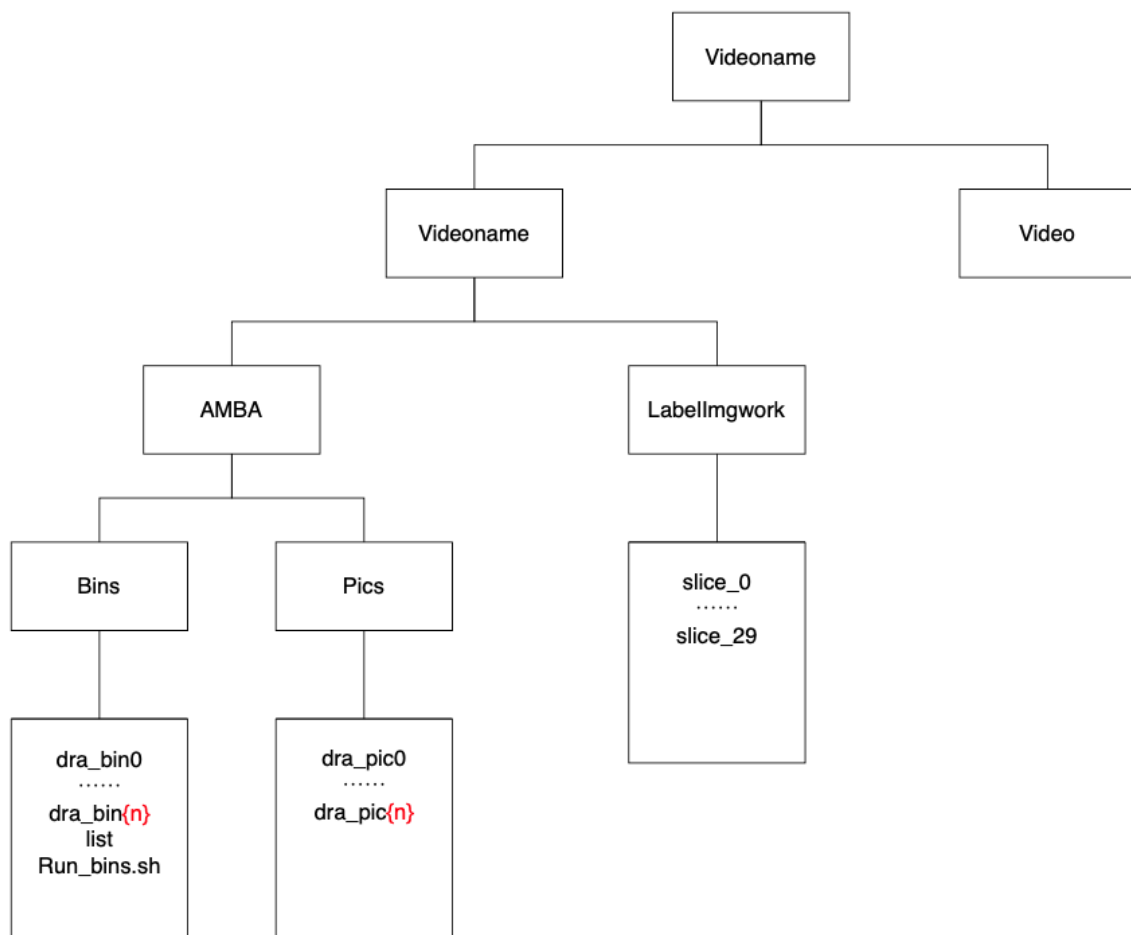 Videoname
Videoname
Video
AMBA
LabelImgwork
Bins
Pics
slice_0
······
slice_29
dra_bin0
······
dra_bin{n}
list
Run_bins.sh
dra_pic0
······
dra_pic{n}